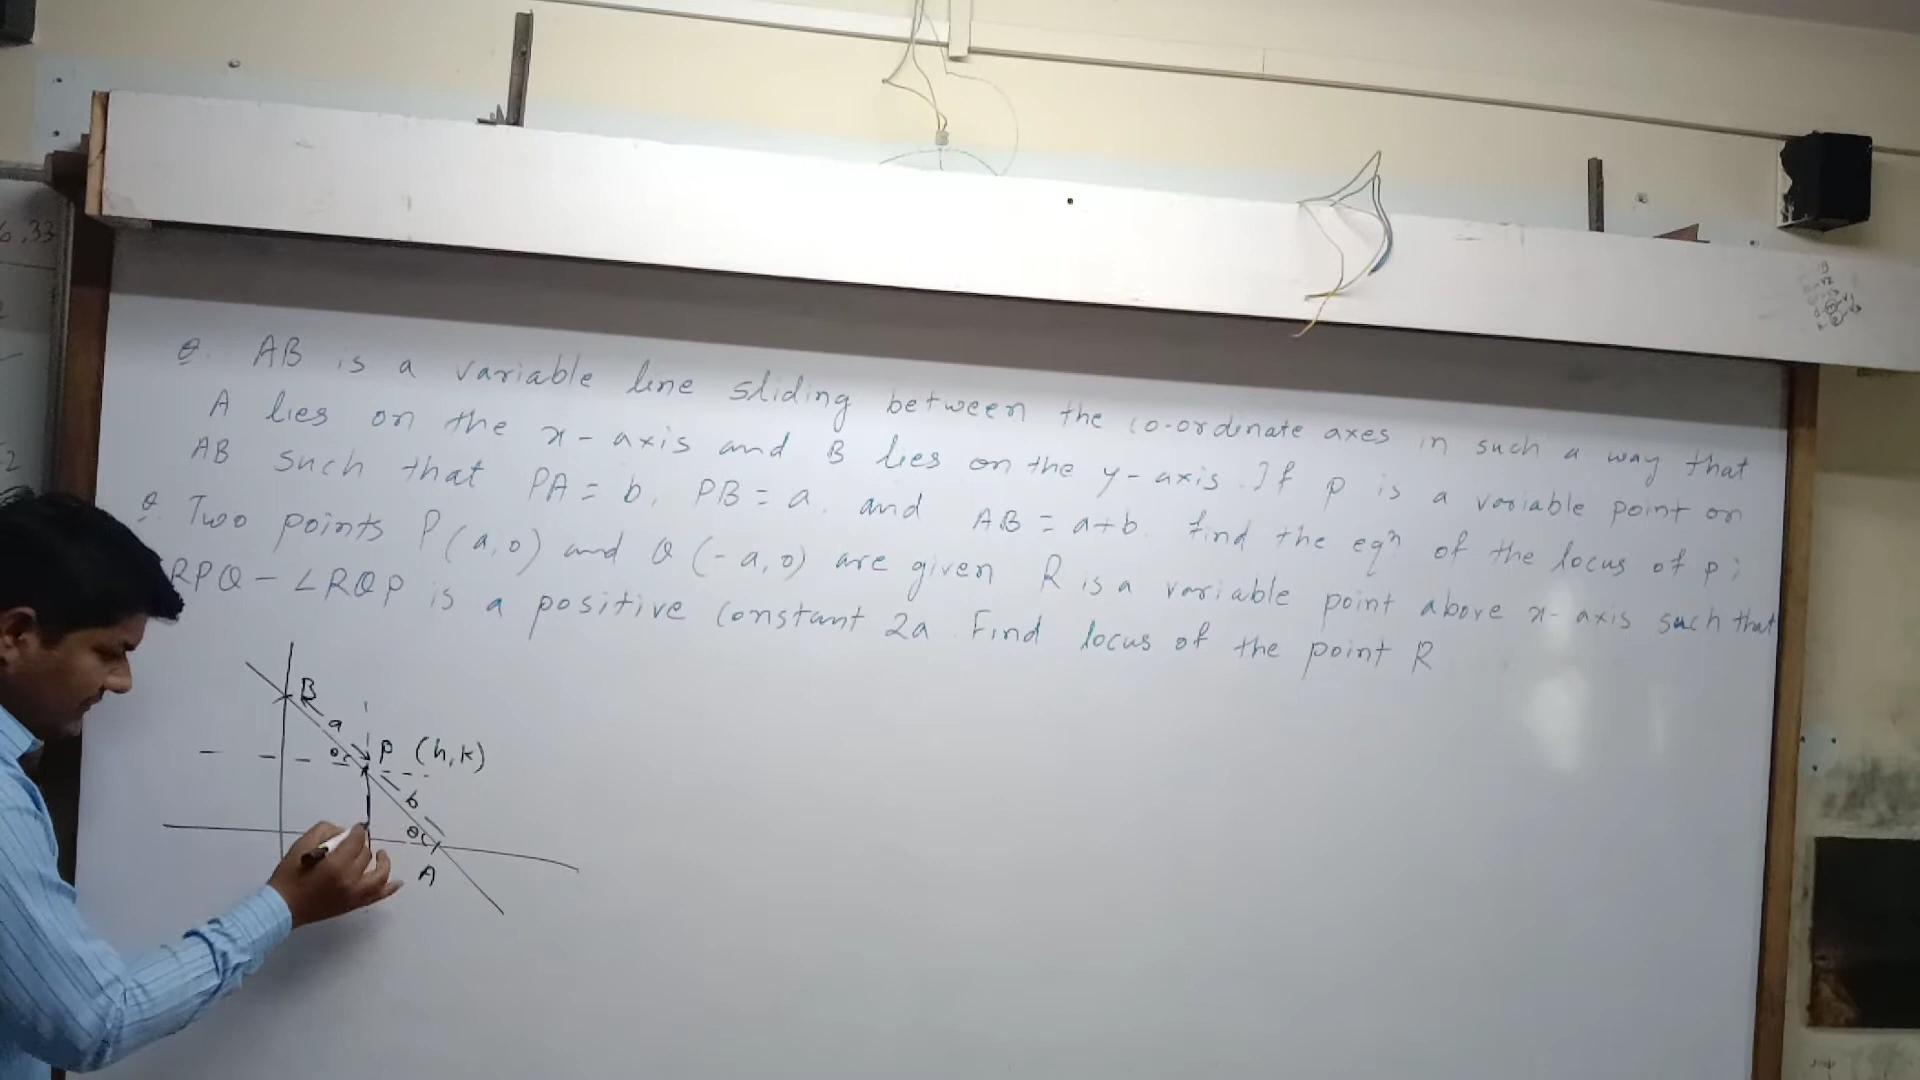 Q. AB is a variable line sliding between the co-ordinate axes in such a way that
A lies on the x-axis and B lies on the y-axis. If P is a variable point on
AB such that PA = b, PB = a, and AB = a+b. find the eqⁿ of the locus of P;
Q. Two points P(a,0) and Q(-a,0) are given R is a variable point above x-axis such that
RPQ - ∠RQP is a positive constant 2a. Find locus of the point R
B
a
θ
P (h,k)
b
θ
A
6.33
2